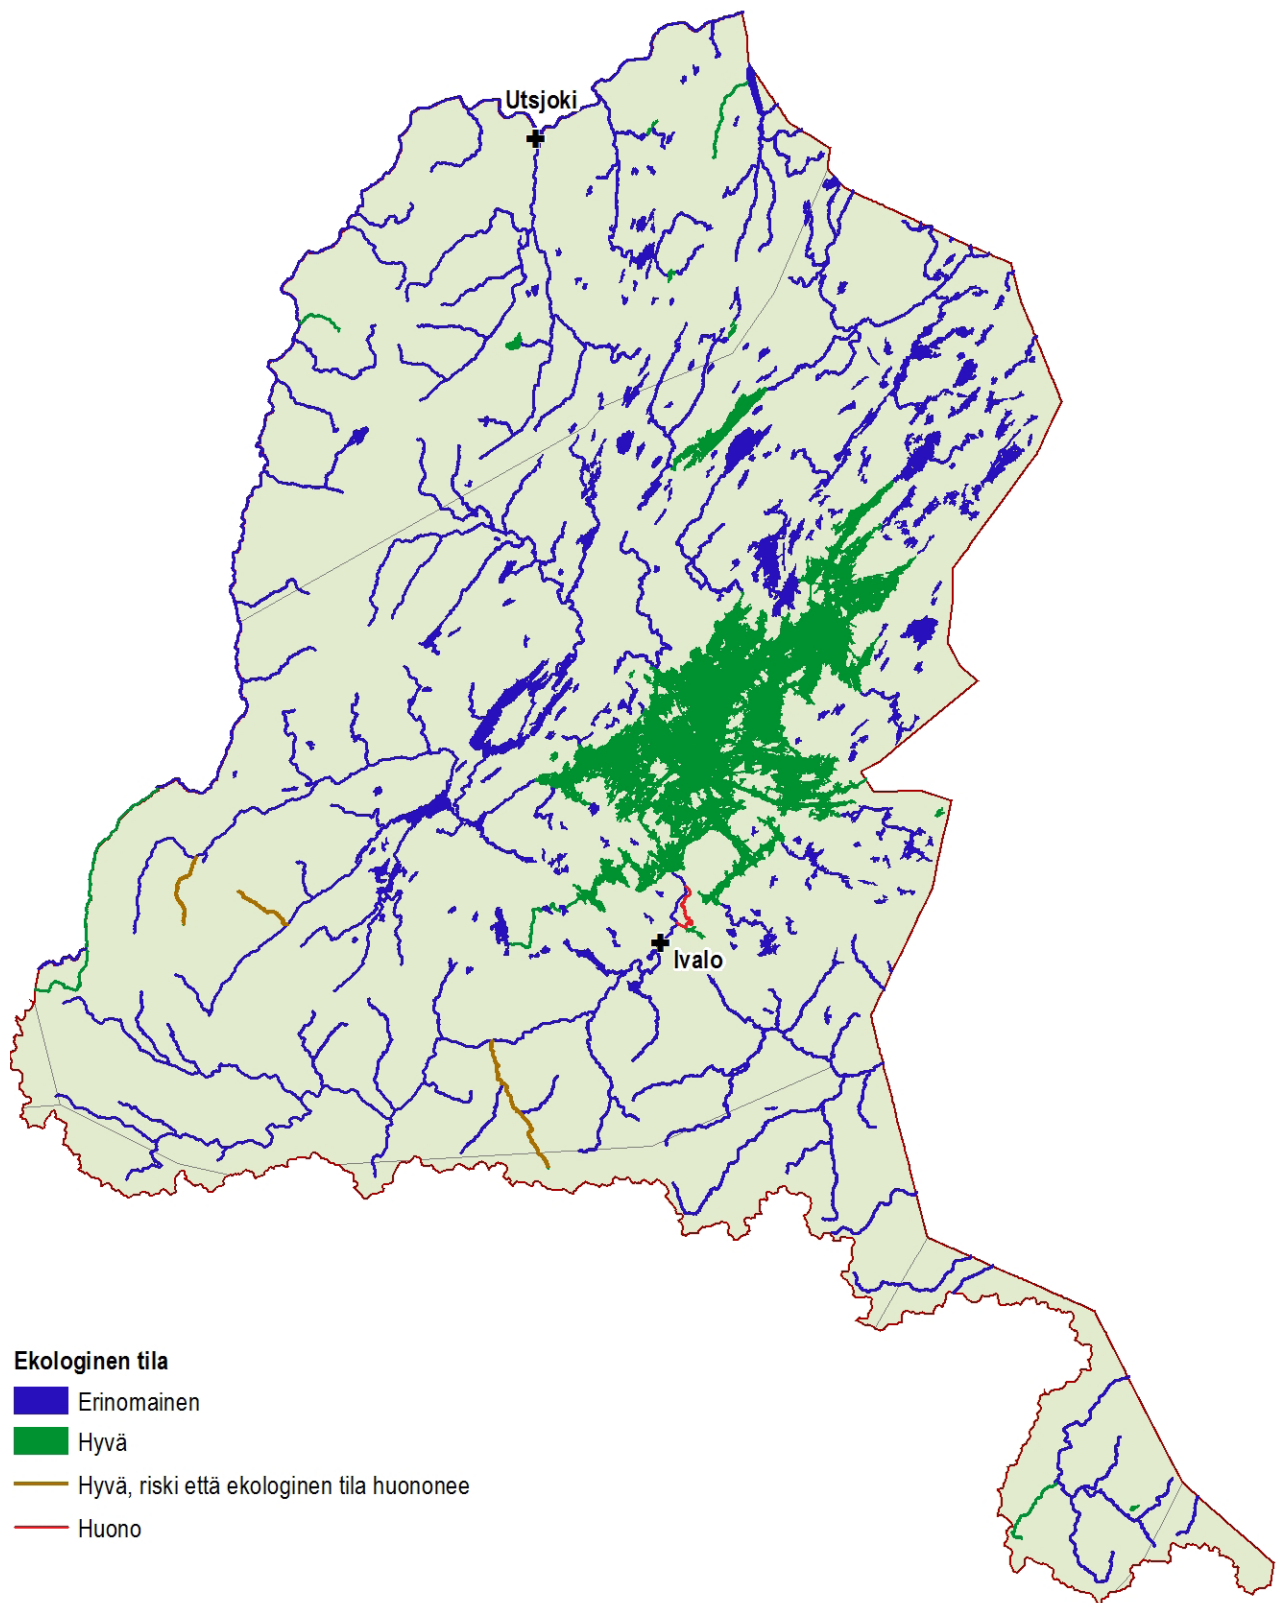 Utsjoki
Ivalo
Ekologinen tila
Erinomainen
Hyvä
Hyvä, riski että ekologinen tila huononee
Huono